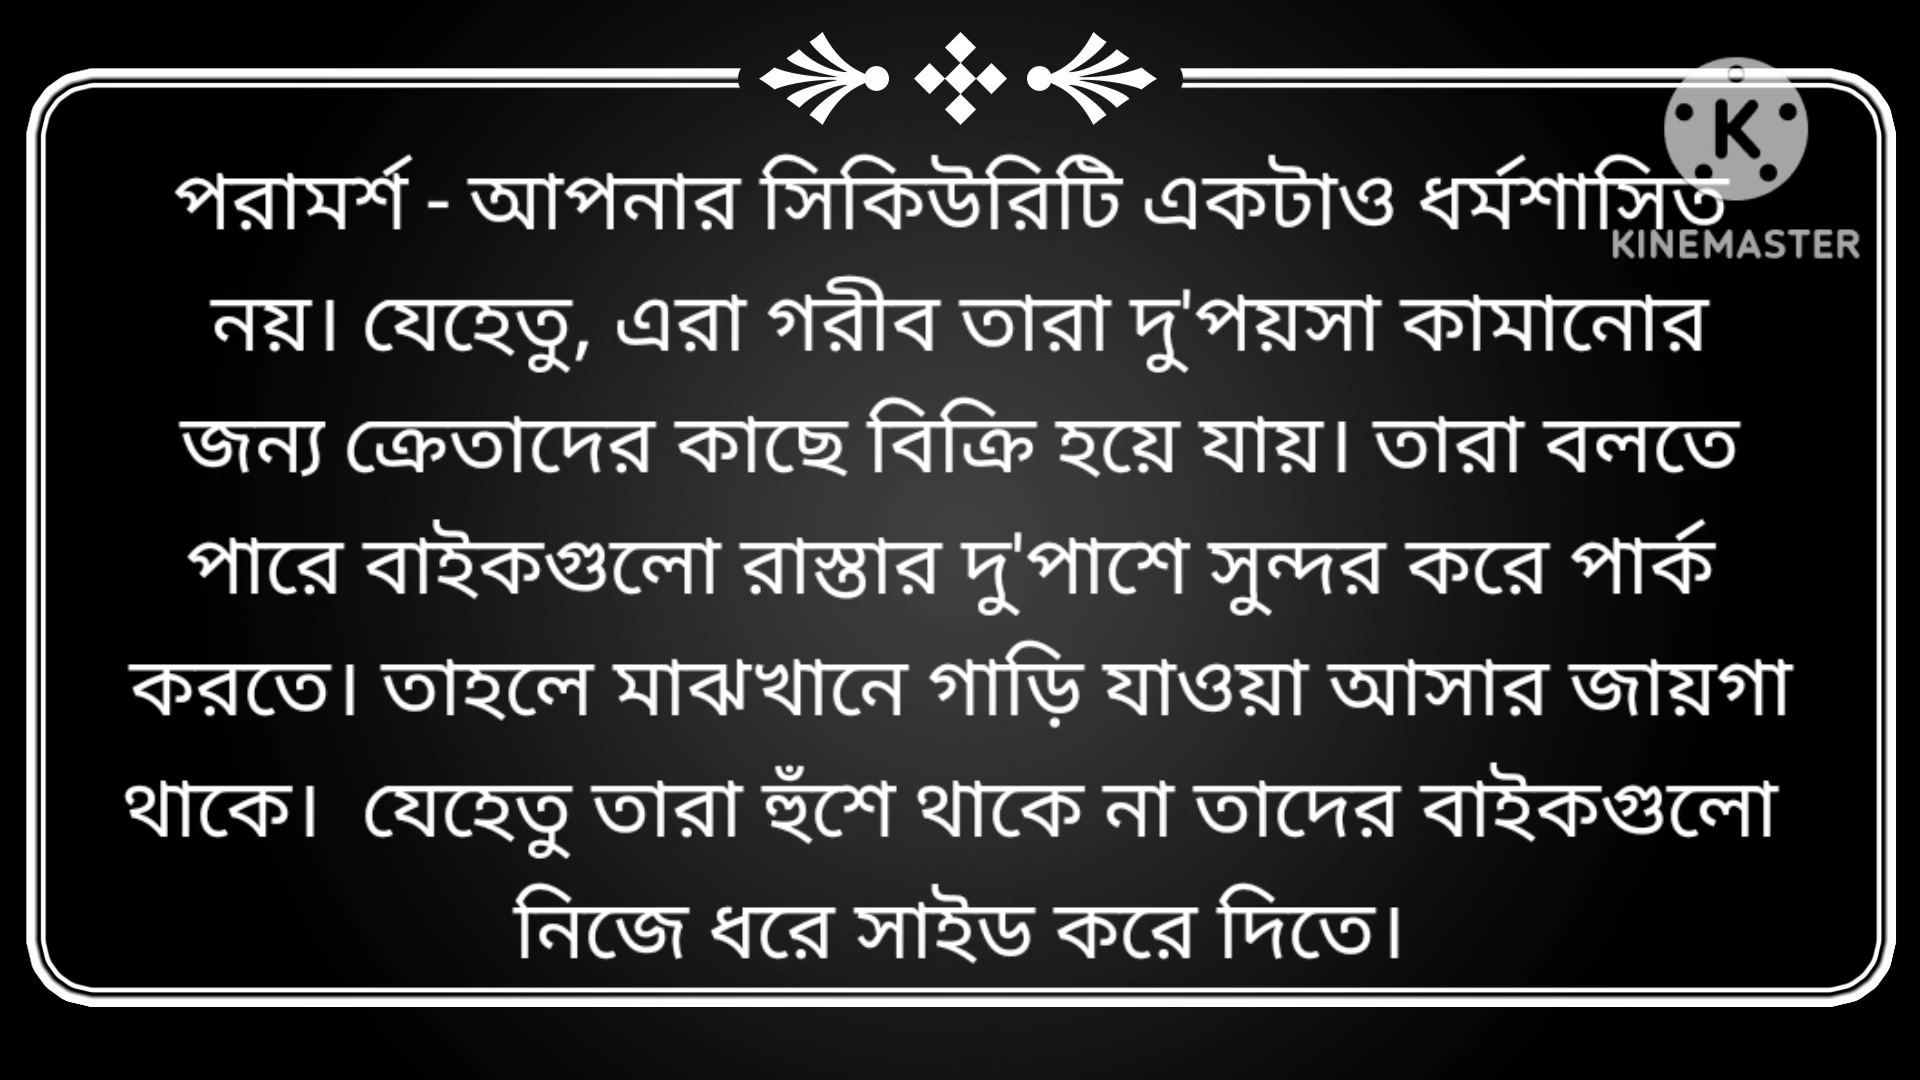 পরামর্শ - আপনার সিকিউরিটি একটাও ধর্মশাসিত
KINEMASTER
নয়। যেহেতু, এরা গরীব তারা দু'পয়সা কামানোর
জন্য ক্রেতাদের কাছে বিক্রি হয়ে যায়। তারা বলতে
পারে বাইকগুলো রাস্তার দু'পাশে সুন্দর করে পার্ক
করতে। তাহলে মাঝখানে গাড়ি যাওয়া আসার জায়গা
থাকে।  যেহেতু তারা হুঁশে থাকে না তাদের বাইকগুলো
নিজে ধরে সাইড করে দিতে।